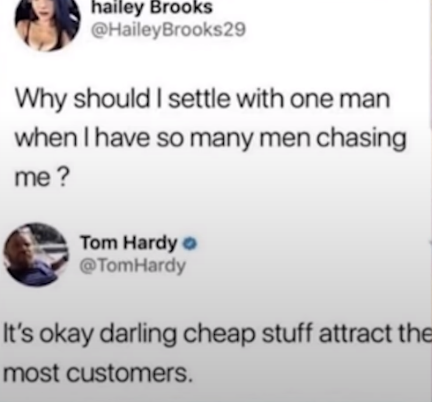 hailey Brooks
@HaileyBrooks29
Why should I settle with one man
when I have so many men chasing
me ?
Tom Hardy
@TomHardy
It's okay darling cheap stuff attract the
most customers.